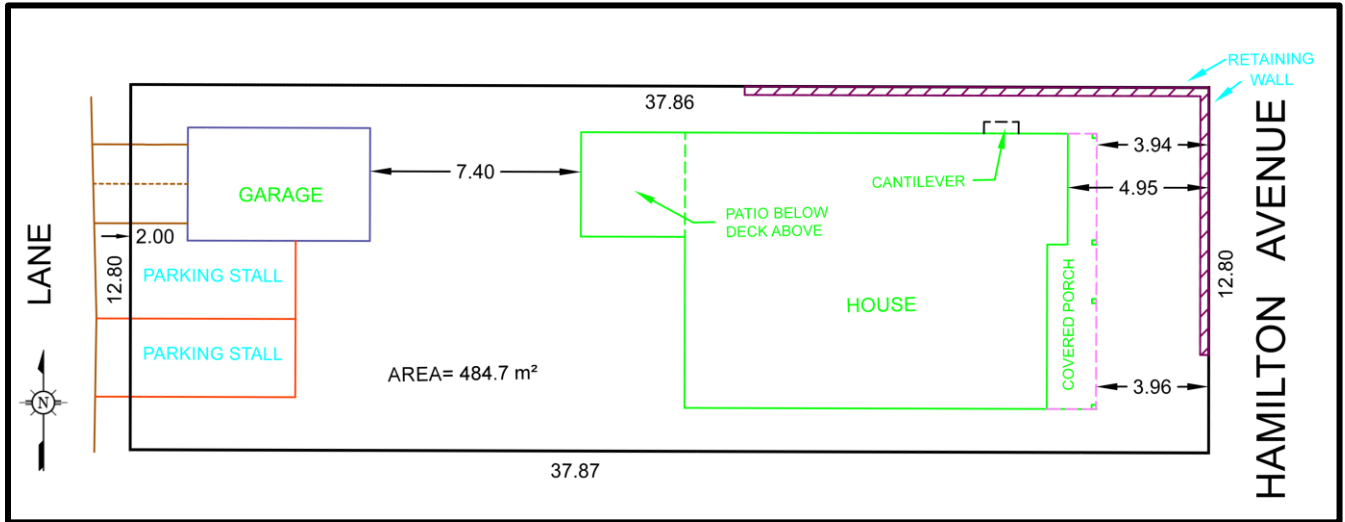 RETAINING
WALL
37.86
3.94
7.40
GARAGE
CANTILEVER
4.95
PATIO BELOW
DECK ABOVE
2.00
LANE
12.80
PARKING STALL
HOUSE
COVERED PORCH
12.80
HAMILTON AVENUE
PARKING STALL
AREA= 484.7 m²
3.96
N
37.87